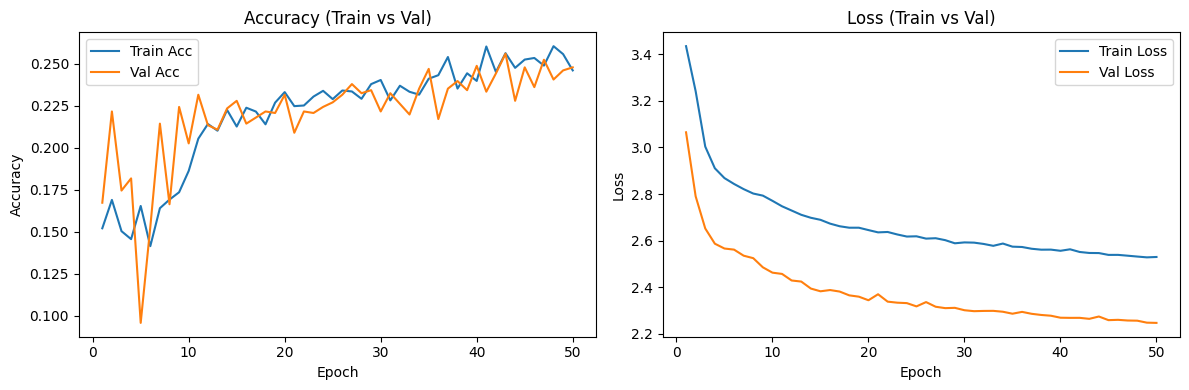 Accuracy (Train vs Val)
Train Acc
Val Acc
0.250
0.225
0.200
0.175
0.150
0.125
0.100
Accuracy
0 10 20 30 40 50
Epoch
Loss (Train vs Val)
Train Loss
Val Loss
3.4
3.2
3.0
2.8
2.6
2.4
2.2
Loss
0 10 20 30 40 50
Epoch